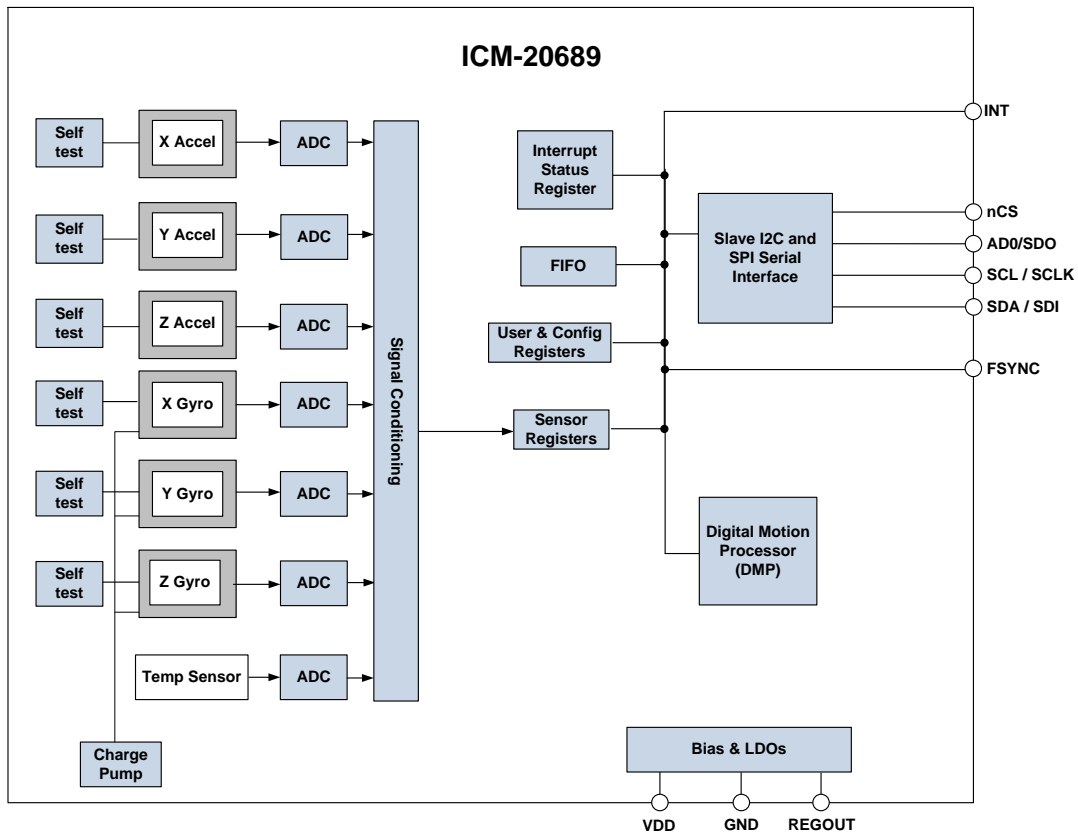 ICM-20689
Self
test
X Accel
ADC
Self
test
Y Accel
ADC
Self
test
Z Accel
ADC
Self
test
X Gyro
ADC
Self
test
Y Gyro
ADC
Self
test
Z Gyro
ADC
Temp Sensor
ADC
Charge
Pump
Signal Conditioning
Interrupt
Status
Register
FIFO
User & Config
Registers
Sensor
Registers
Slave I2C and
SPI Serial
Interface
Digital Motion
Processor
(DMP)
Bias & LDOs
INT
nCS
AD0/SDO
SCL / SCLK
SDA / SDI
FSYNC
VDD
GND
REGOUT